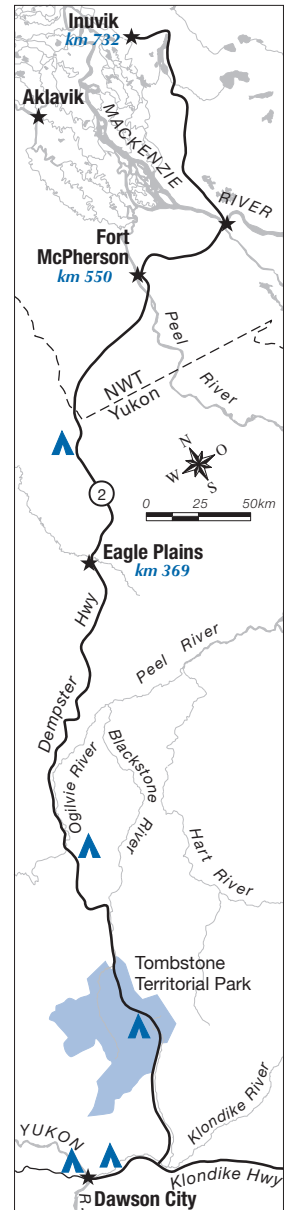 Inuvik
km 732
Aklavik
MACKENZIE
RIVER
Fort
McPherson
km 550
Peel
River
NWT
Yukon
N
O
W
S
2
0 25 50km
Eagle Plains
km 369
Dempster Hwy
Peel River
Ogilvie River
Blackstone
River
Hart River
Tombstone
Territorial Park
Klondike River
YUKON
R.
Klondike Hwy
Dawson City